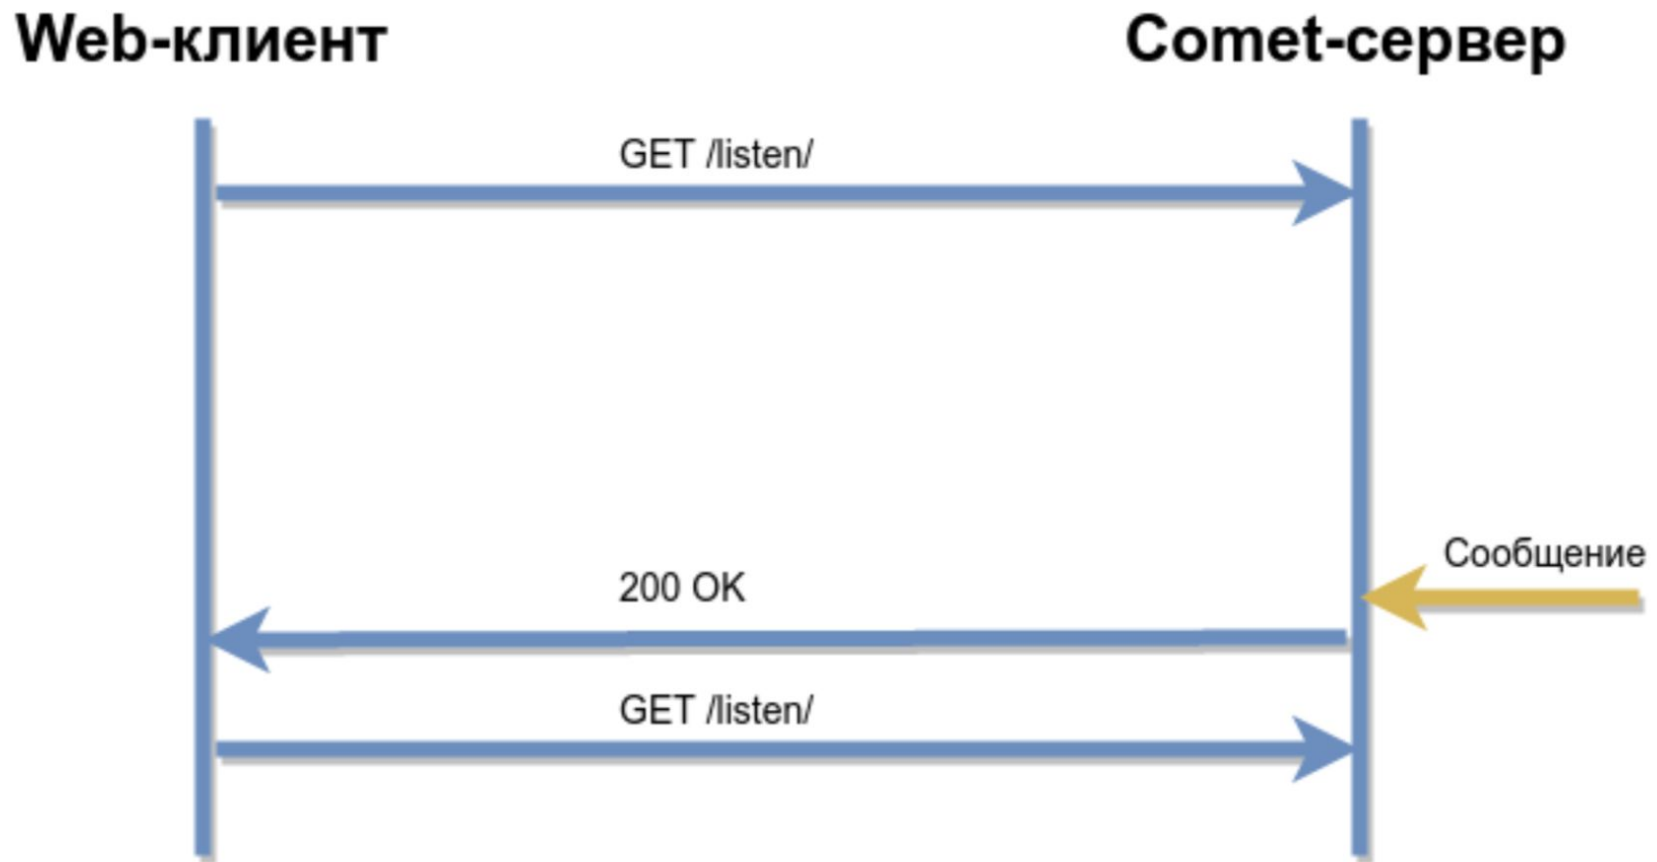 Web-клиент
Comet-сервер
GET /listen/
Сообщение
200 OK
GET /listen/